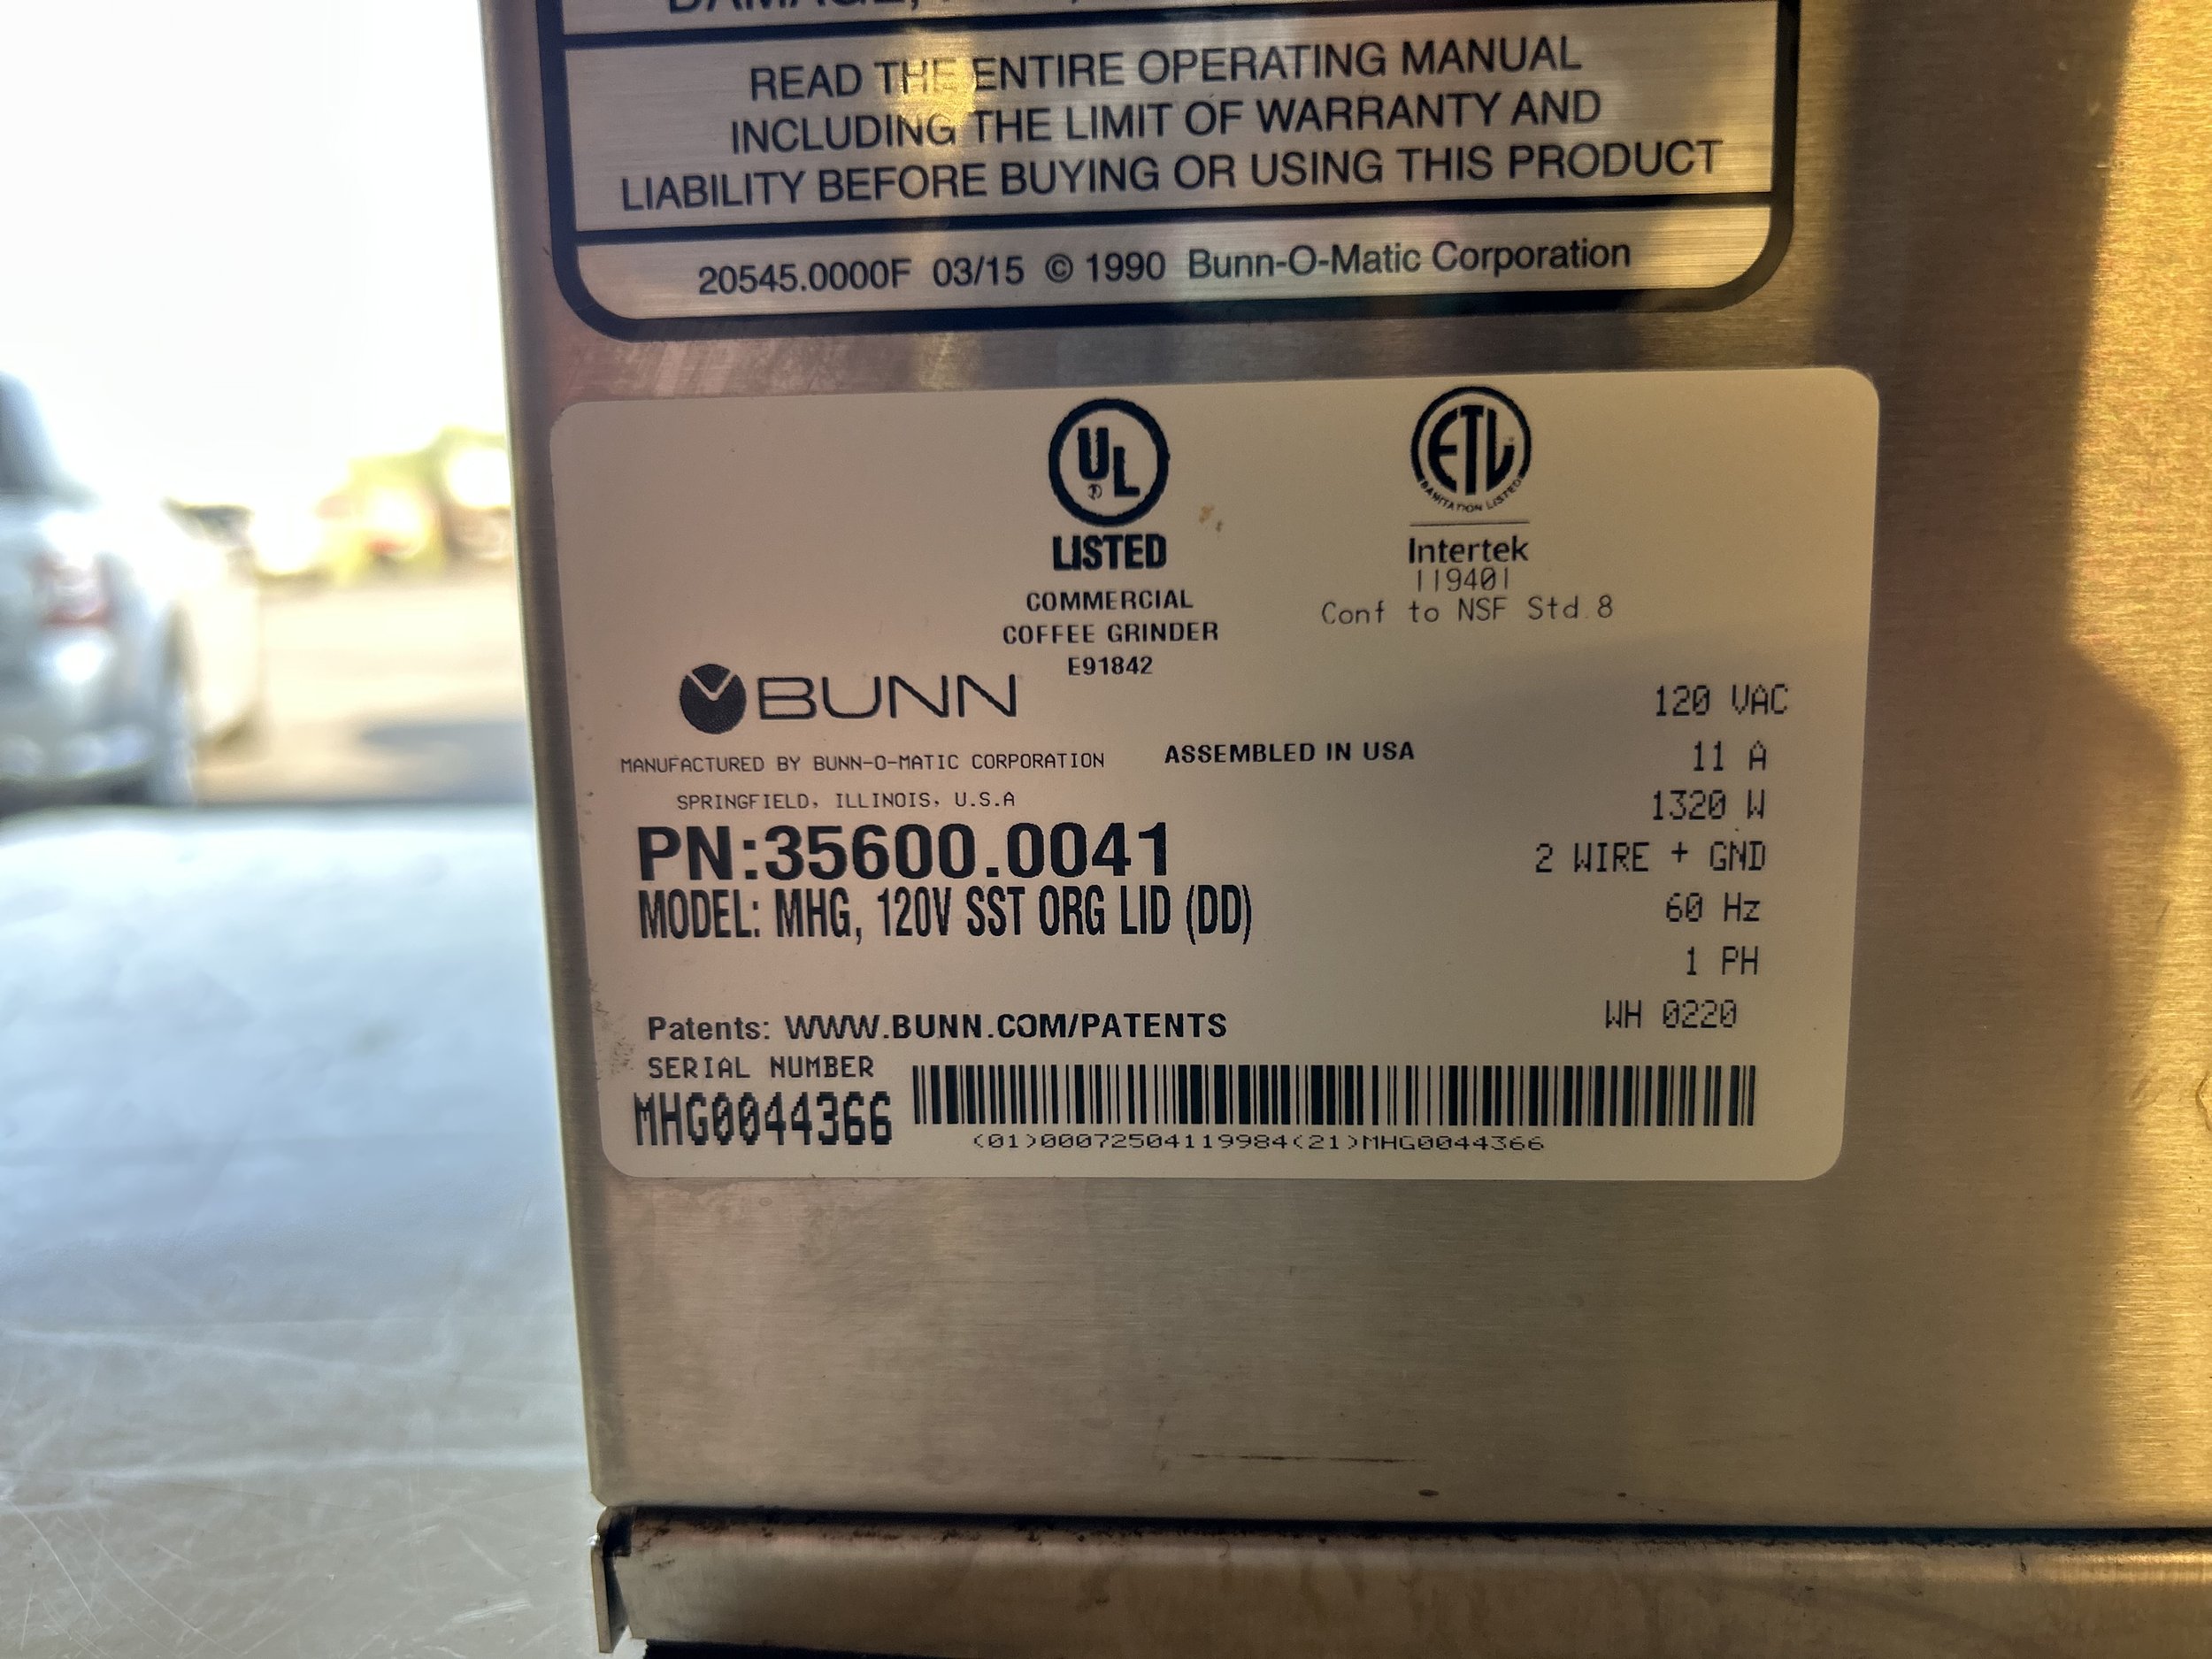 READ THE ENTIRE OPERATING MANUAL
INCLUDING THE LIMIT OF WARRANTY AND
LIABILITY BEFORE BUYING OR USING THIS PRODUCT
20545.0000F 03/15 © 1990 Bunn-O-Matic Corporation
UL ®
LISTED
COMMERCIAL
COFFEE GRINDER
E91842
ETL
SANITATION LISTED
Intertek
119401
Conf to NSF Std.8
BUNN
MANUFACTURED BY BUNN-O-MATIC CORPORATION
SPRINGFIELD, ILLINOIS, U.S.A
ASSEMBLED IN USA
PN:35600.0041
MODEL: MHG, 120V SST ORG LID (DD)
120 VAC
11 A
1320 W
2 WIRE + GND
60 Hz
1 PH
WH 0220
Patents: WWW.BUNN.COM/PATENTS
SERIAL NUMBER
MHG0044366
(01)00072504119984(21)MHG0044366